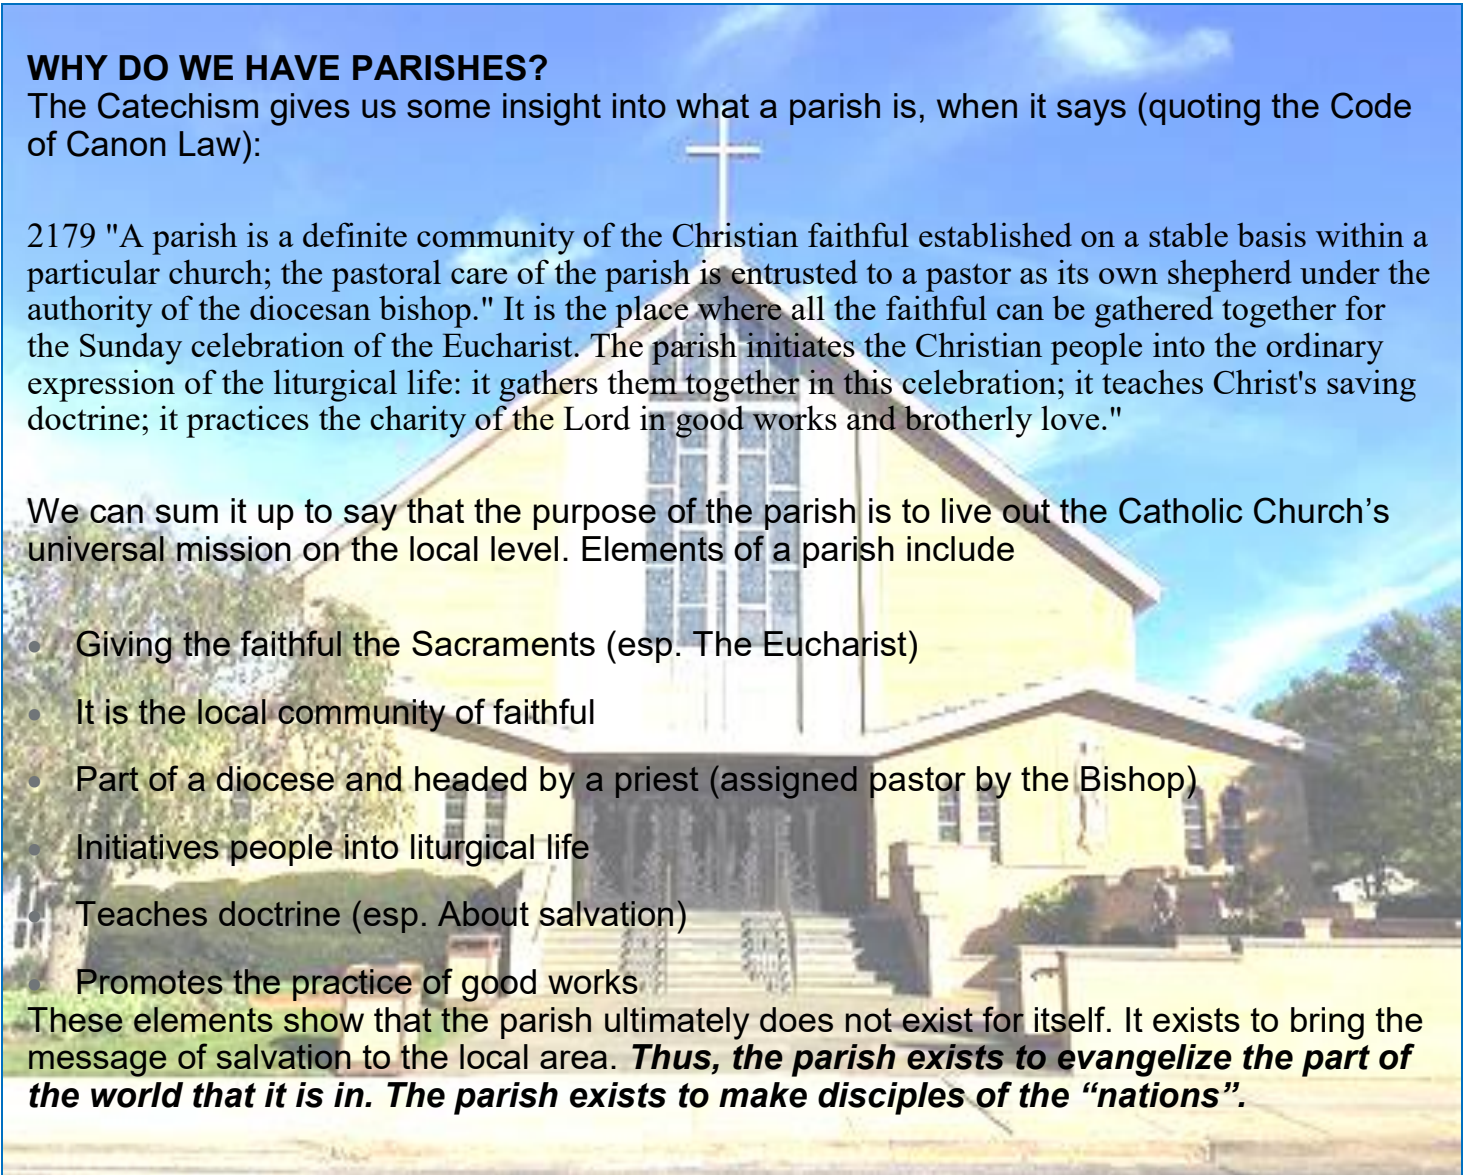 WHY DO WE HAVE PARISHES?
The Catechism gives us some insight into what a parish is, when it says (quoting the Code
of Canon Law):
2179 "A parish is a definite community of the Christian faithful established on a stable basis within a
particular church; the pastoral care of the parish is entrusted to a pastor as its own shepherd under the
authority of the diocesan bishop." It is the place where all the faithful can be gathered together for
the Sunday celebration of the Eucharist. The parish initiates the Christian people into the ordinary
expression of the liturgical life: it gathers them together in this celebration; it teaches Christ's saving
doctrine; it practices the charity of the Lord in good works and brotherly love."
We can sum it up to say that the purpose of the parish is to live out the Catholic Church’s
universal mission on the local level. Elements of a parish include
• Giving the faithful the Sacraments (esp. The Eucharist)
• It is the local community of faithful
• Part of a diocese and headed by a priest (assigned pastor by the Bishop)
• Initiatives people into liturgical life
• Teaches doctrine (esp. About salvation)
• Promotes the practice of good works
These elements show that the parish ultimately does not exist for itself. It exists to bring the
message of salvation to the local area. Thus, the parish exists to evangelize the part of
the world that it is in. The parish exists to make disciples of the “nations”.